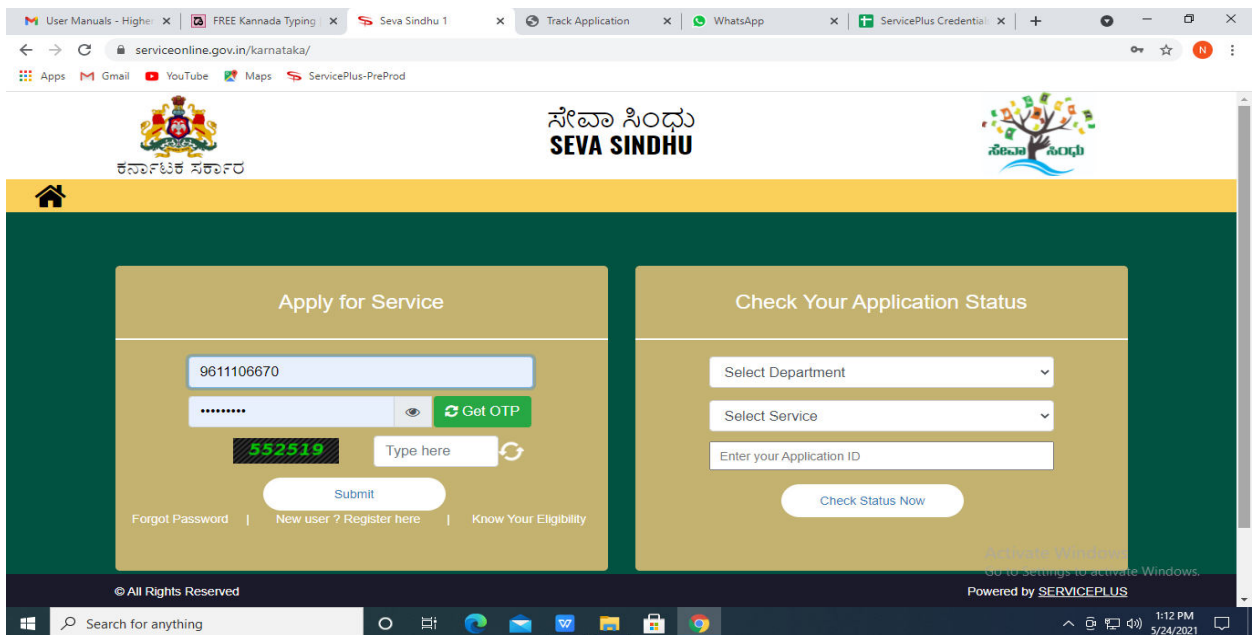 User Manuals - Higher
FREE Kannada Typing
Seva Sindhu 1
Track Application
WhatsApp
ServicePlus Credential
serviceonline.gov.in/karnataka/
N
Apps
Gmail
YouTube
Maps
ServicePlus-PreProd
ಕರ್ನಾಟಕ ಸರ್ಕಾರ
ಸೇವಾ ಸಿಂಧು
SEVA SINDHU
ಸೇವಾ ಸಿಂಧು
Apply for Service
9611106670
•••••••••
Get OTP
552519
Type here
Submit
Forgot Password | New user ? Register here | Know Your Eligibility
Check Your Application Status
Select Department
Select Service
Enter your Application ID
Check Status Now
Activate Windows
Go to Settings to activate Windows.
© All Rights Reserved
Powered by SERVICEPLUS
Search for anything
1:12 PM
5/24/2021